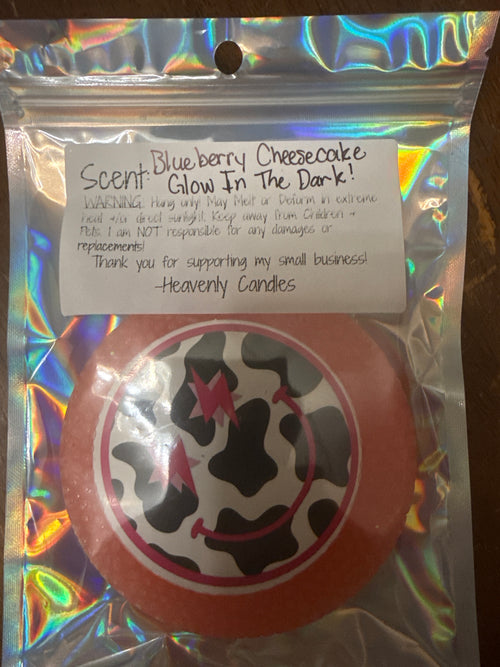 Scent: Blueberry Cheesecake
Glow In The Dark!
WARNING: Hang only! May Melt or Deform in extreme
heat +/or direct sunlight. Keep away from Children +
Pets. I am NOT responsible for any damages or
replacements!
Thank you for supporting my small business!
-Heavenly Candles